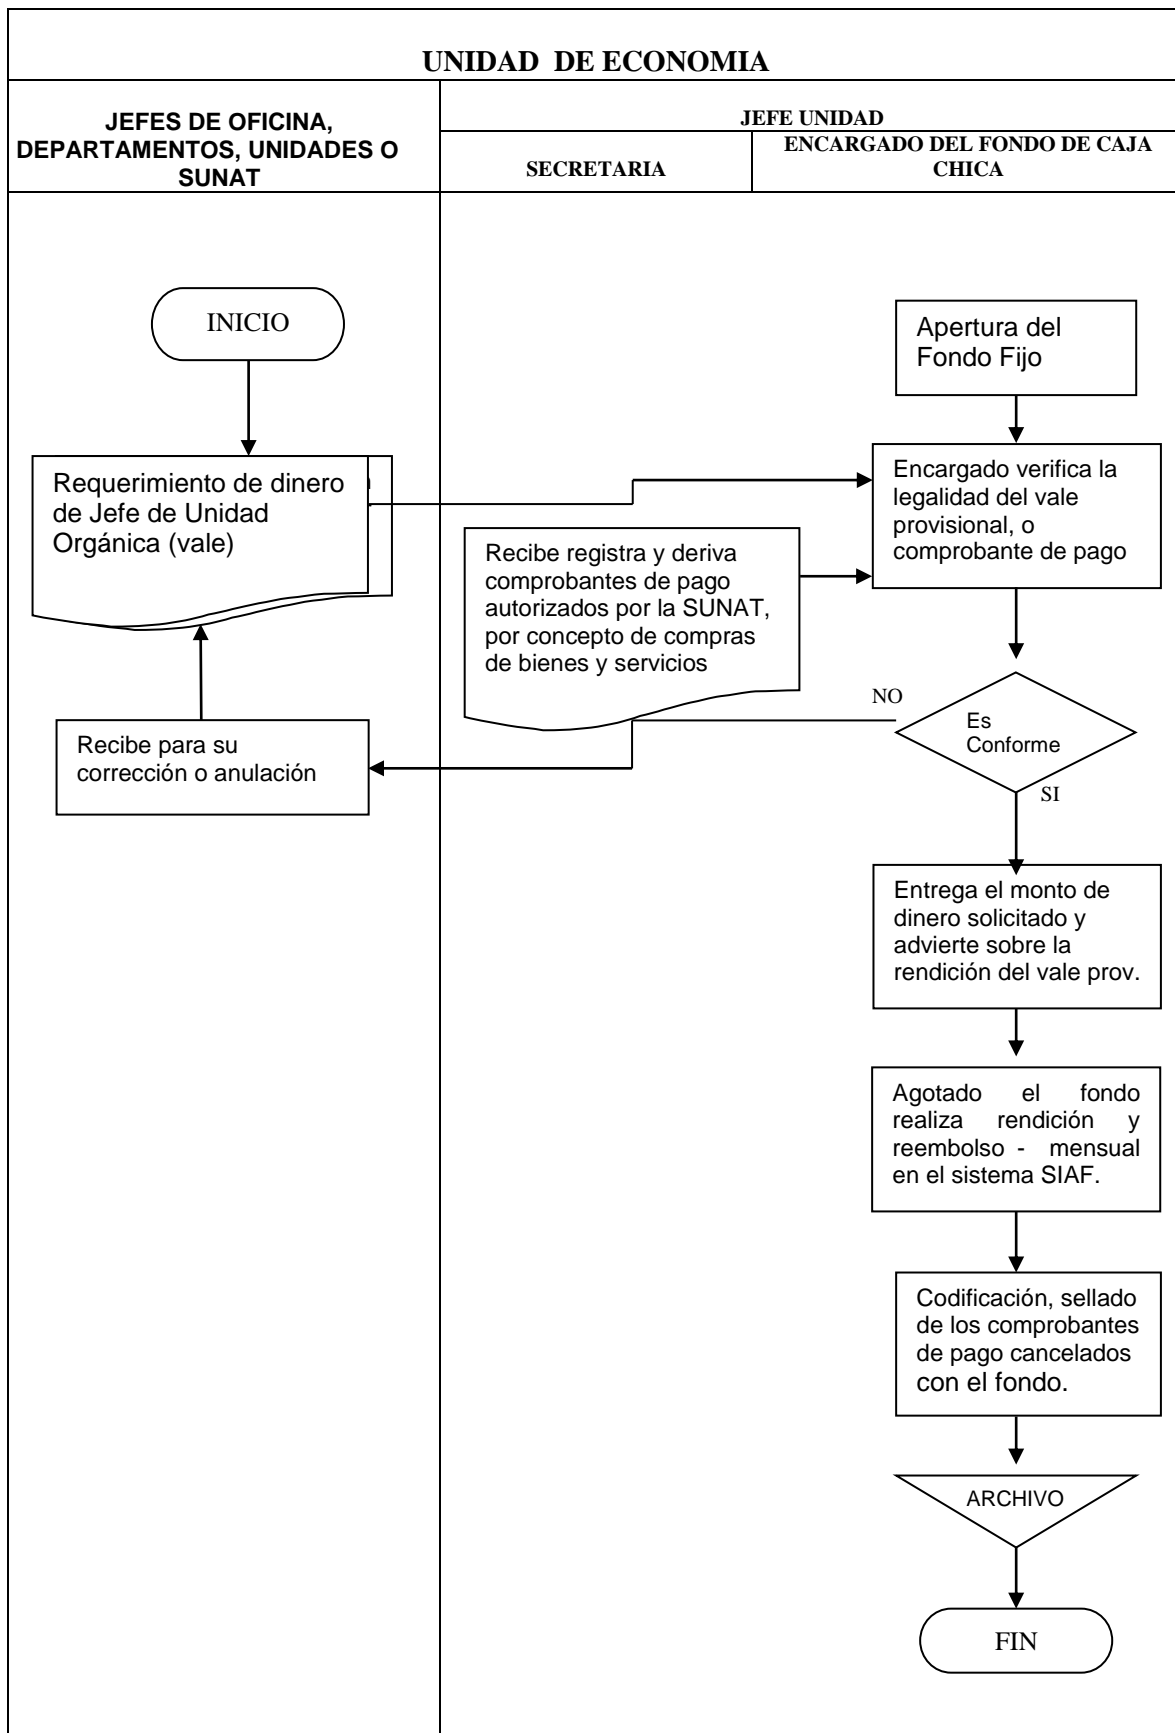 UNIDAD DE ECONOMIA
JEFES DE OFICINA,
DEPARTAMENTOS, UNIDADES O
SUNAT
JEFE UNIDAD
SECRETARIA
ENCARGADO DEL FONDO DE CAJA
CHICA
INICIO
Apertura del
Fondo Fijo
Requerimiento de dinero
de Jefe de Unidad
Orgánica (vale)
Encargado verifica la
legalidad del vale
provisional, o
comprobante de pago
Recibe registra y deriva
comprobantes de pago
autorizados por la SUNAT,
por concepto de compras
de bienes y servicios
NO
Es
Conforme
SI
Recibe para su
corrección o anulación
Entrega el monto de
dinero solicitado y
advierte sobre la
rendición del vale prov.
Agotado el fondo
realiza rendición y
reembolso - mensual
en el sistema SIAF.
Codificación, sellado
de los comprobantes
de pago cancelados
con el fondo.
ARCHIVO
FIN